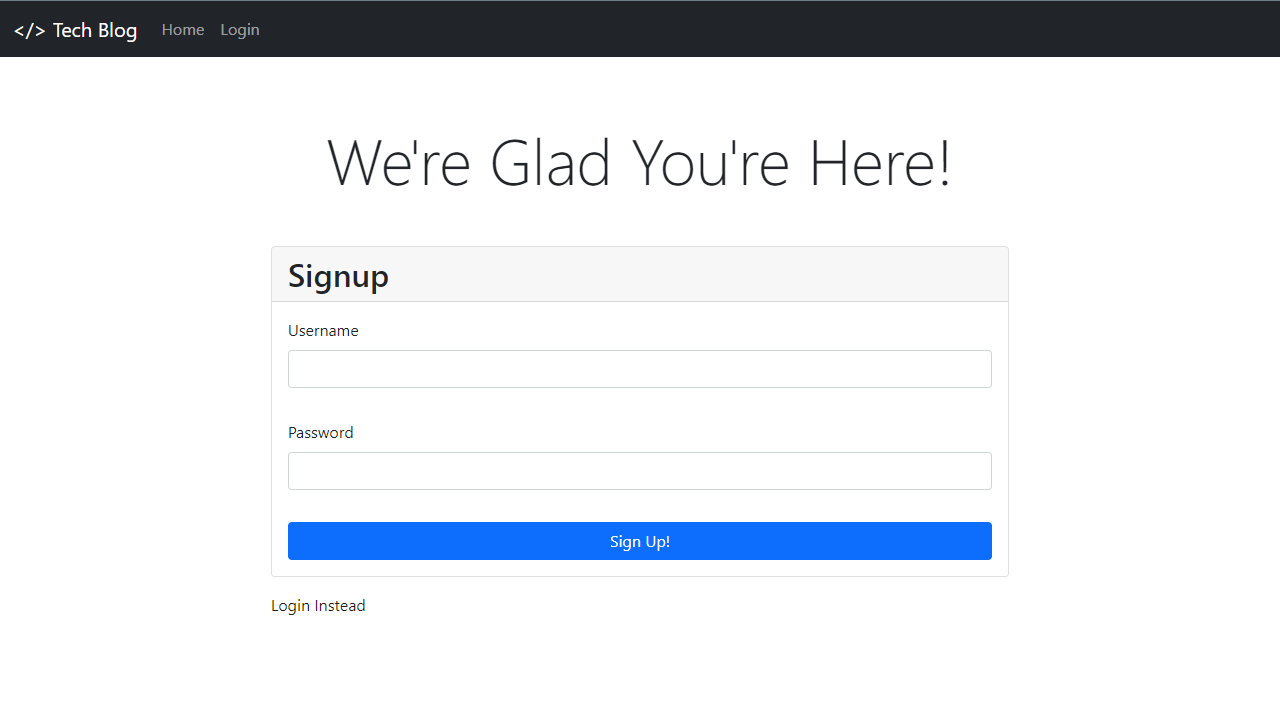 </> Tech Blog Home Login
We're Glad You're Here!
Signup
Username
Password
Sign Up!
Login Instead